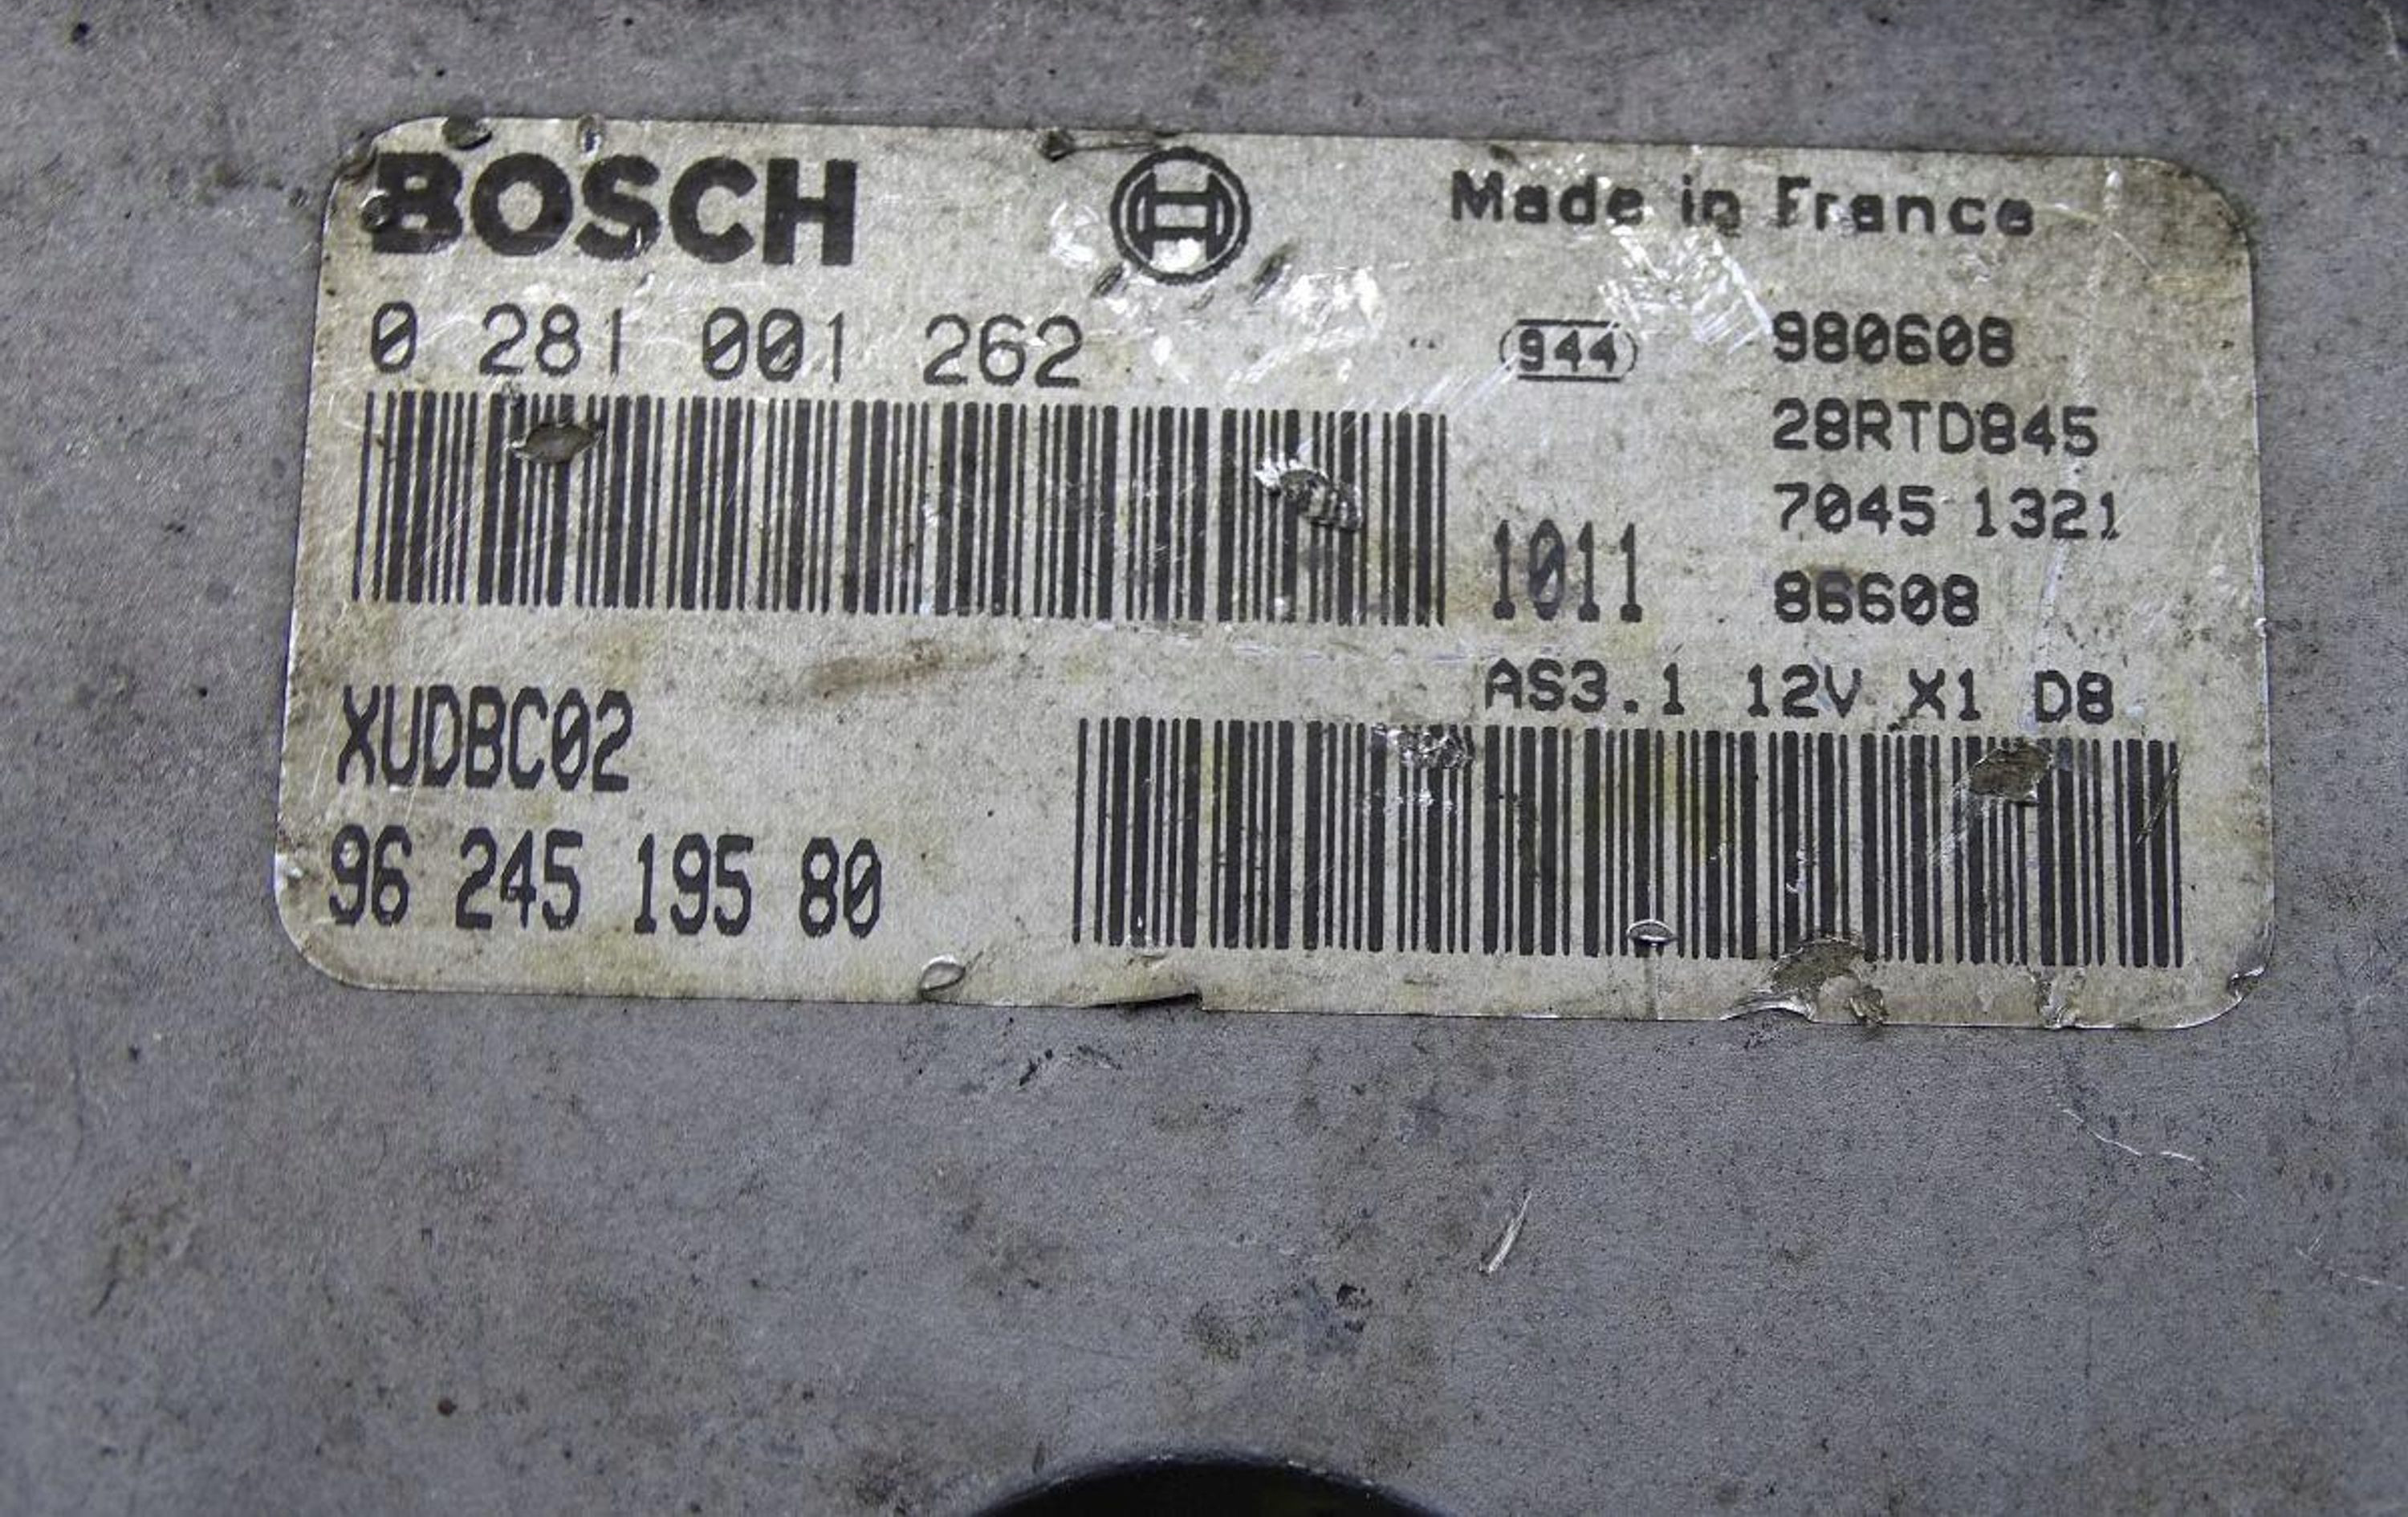 BOSCH Made in France
0 281 001 262 944 980608
28RTD845
7045 1321
1011 86608
AS3.1 12V X1 D8
XUDBC02
96 245 195 80